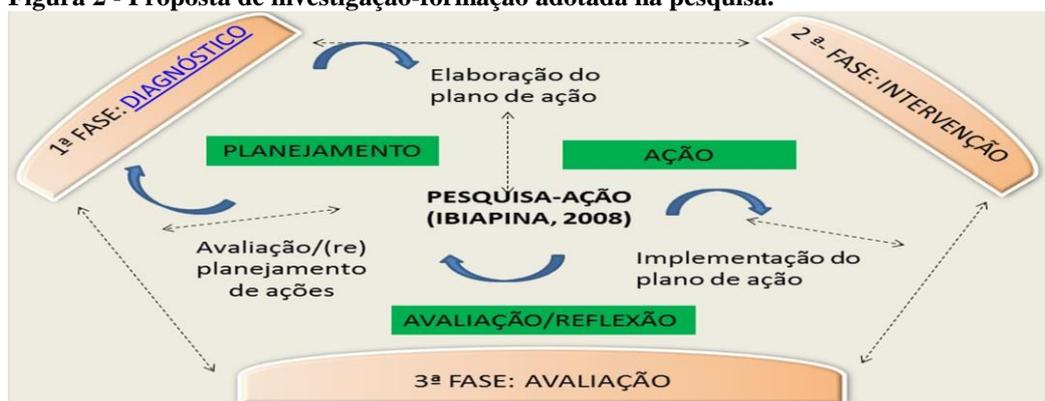 Figura 2 - Proposta de investigação-formação adotada na pesquisa.
1ª FASE: DIAGNÓSTICO
2ª FASE: INTERVENÇÃO
Elaboração do
plano de ação
PLANEJAMENTO
AÇÃO
PESQUISA-AÇÃO
(IBIAPINA, 2008)
Avaliação/(re)
planejamento
de ações
Implementação do
plano de ação
AVALIAÇÃO/REFLEXÃO
3ª FASE: AVALIAÇÃO